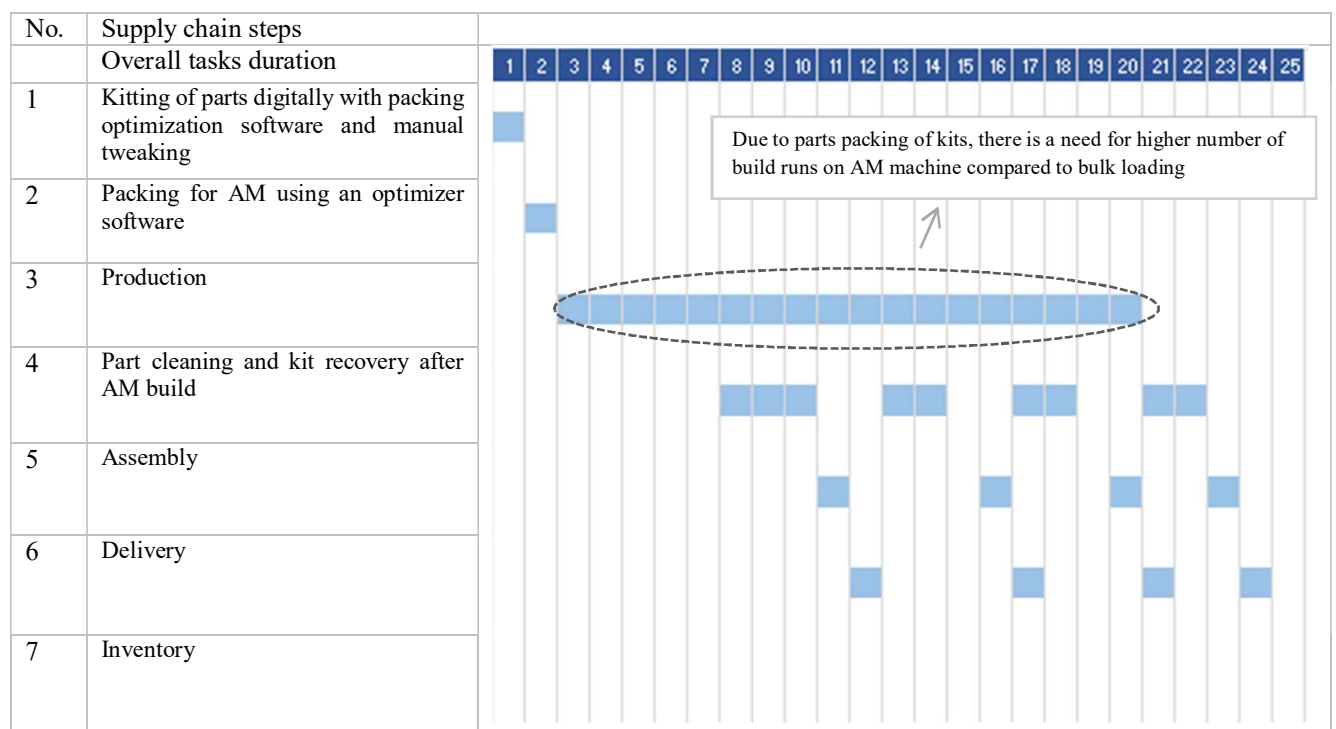 No. Supply chain steps
Overall tasks duration
1 2 3 4 5 6 7 8 9 10 11 12 13 14 15 16 17 18 19 20 21 22 23 24 25
1 Kitting of parts digitally with packing
optimization software and manual
tweaking
Due to parts packing of kits, there is a need for higher number of
build runs on AM machine compared to bulk loading
2 Packing for AM using an optimizer
software
3 Production
4 Part cleaning and kit recovery after
AM build
5 Assembly
6 Delivery
7 Inventory